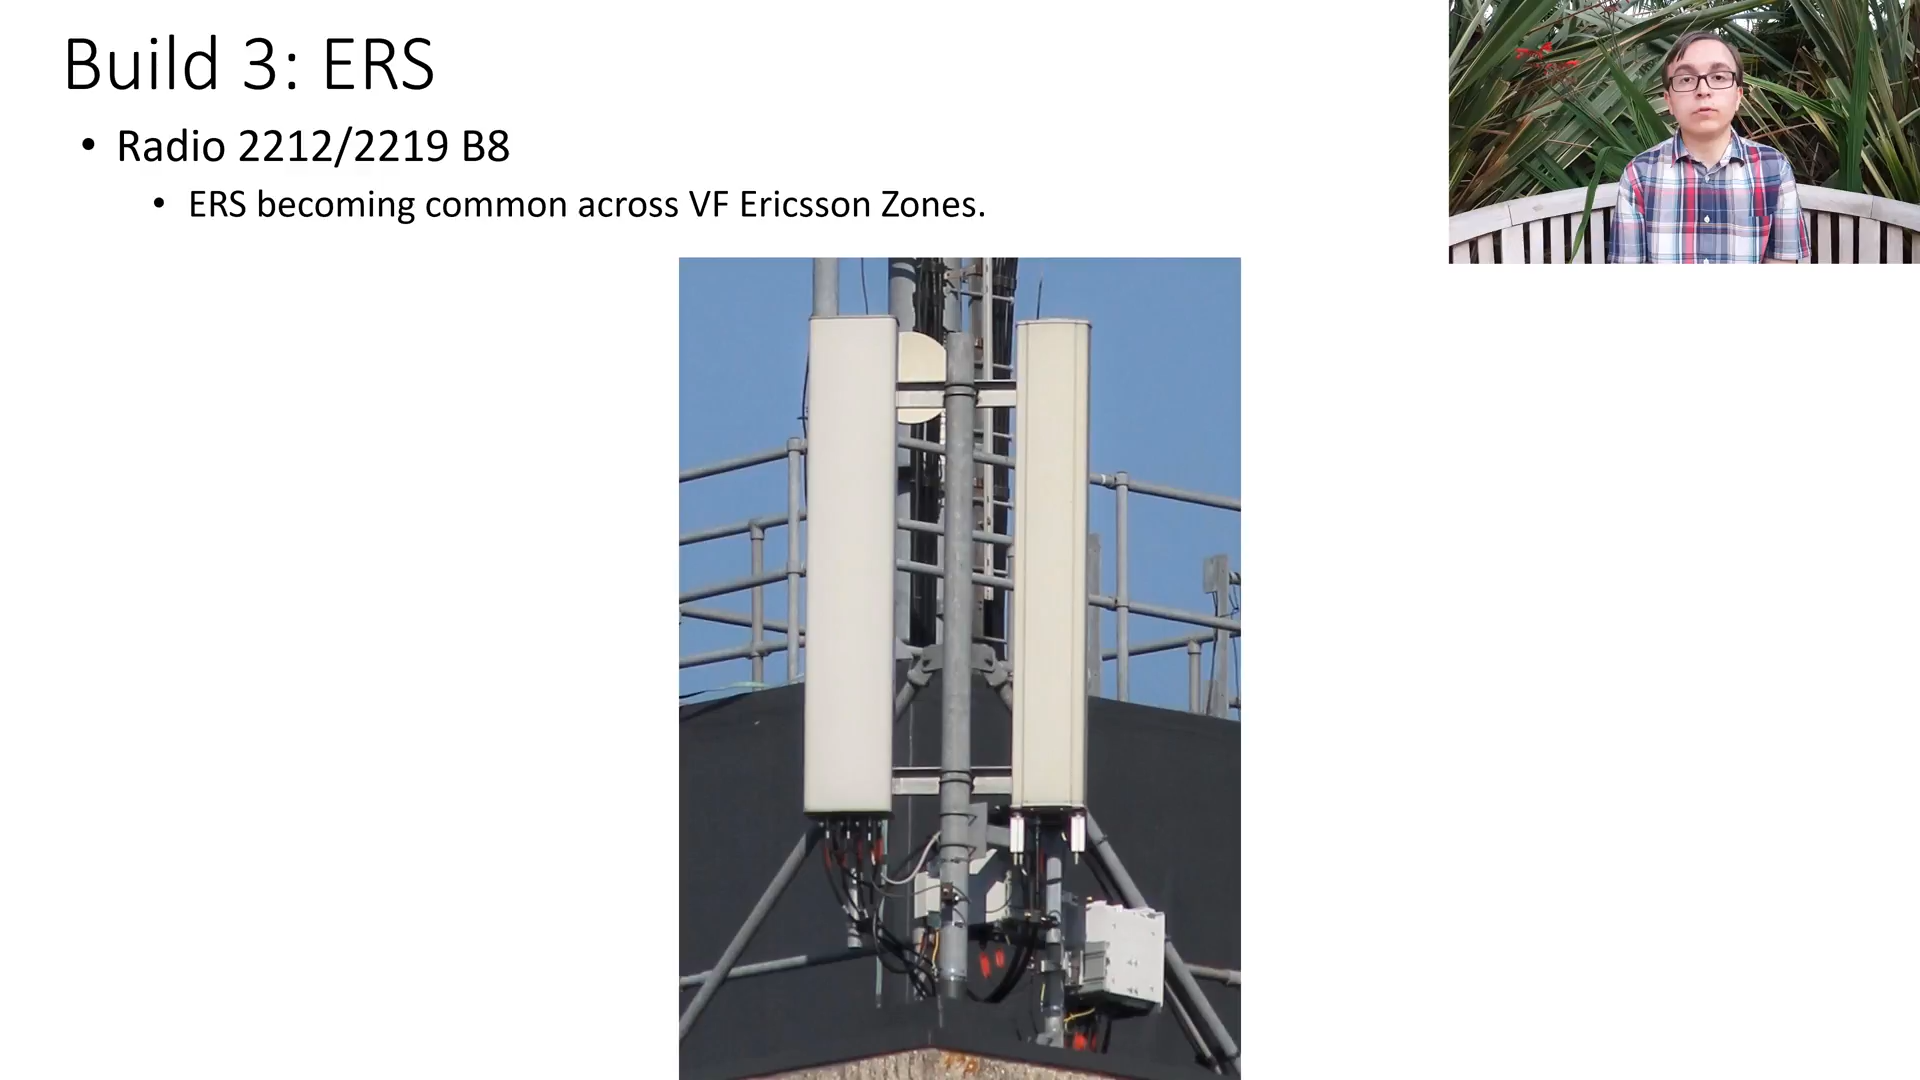 Build 3: ERS
• Radio 2212/2219 B8
• ERS becoming common across VF Ericsson Zones.